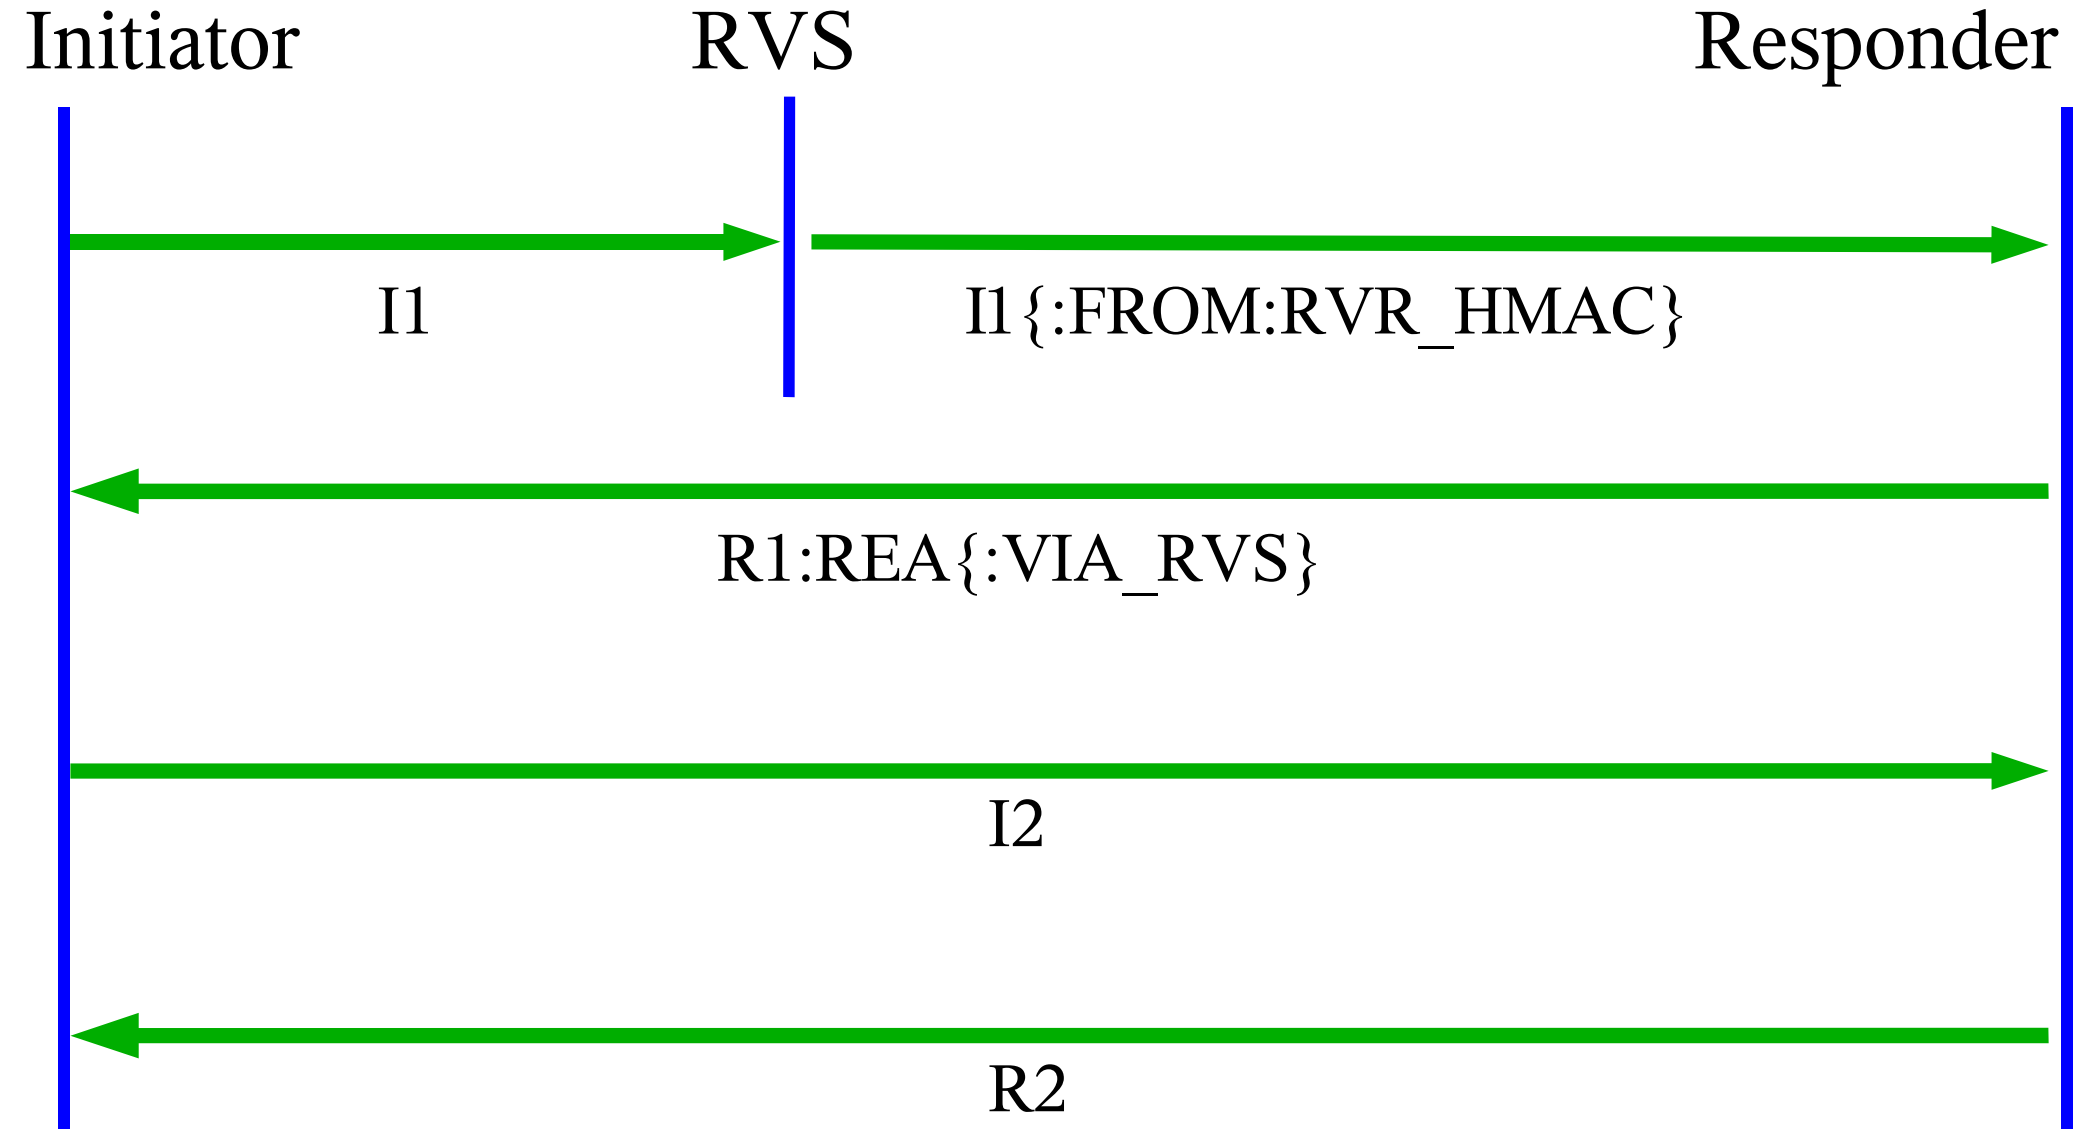 Initiator RVS Responder
I1 I1{:FROM:RVR_HMAC}
R1:REA{:VIA_RVS}
I2
R2